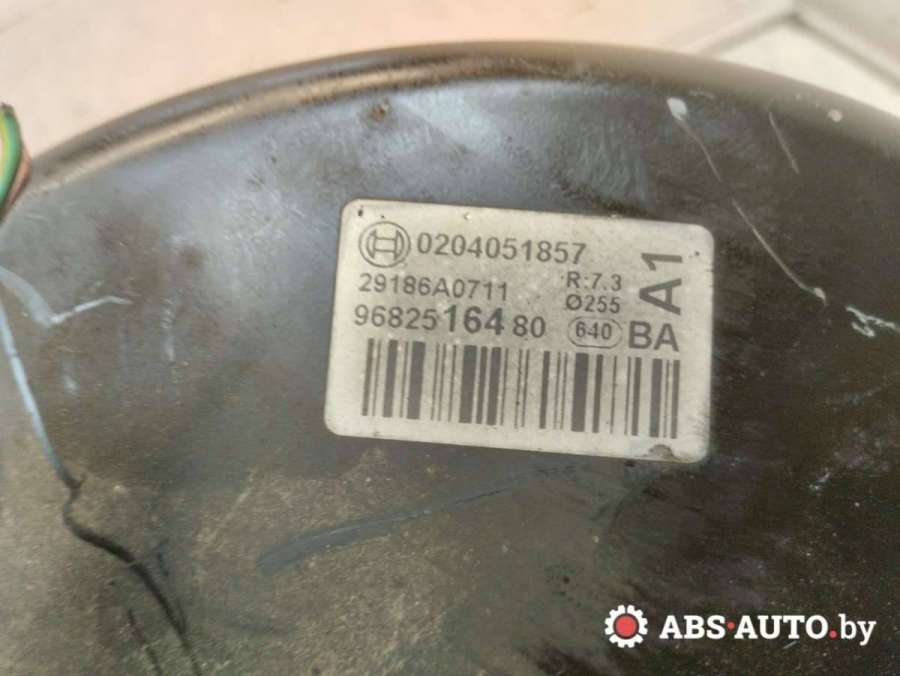 0204051857
29186A0711
R:7.3
Ø255
A1
9682516480
640
BA
ABS-AUTO.by